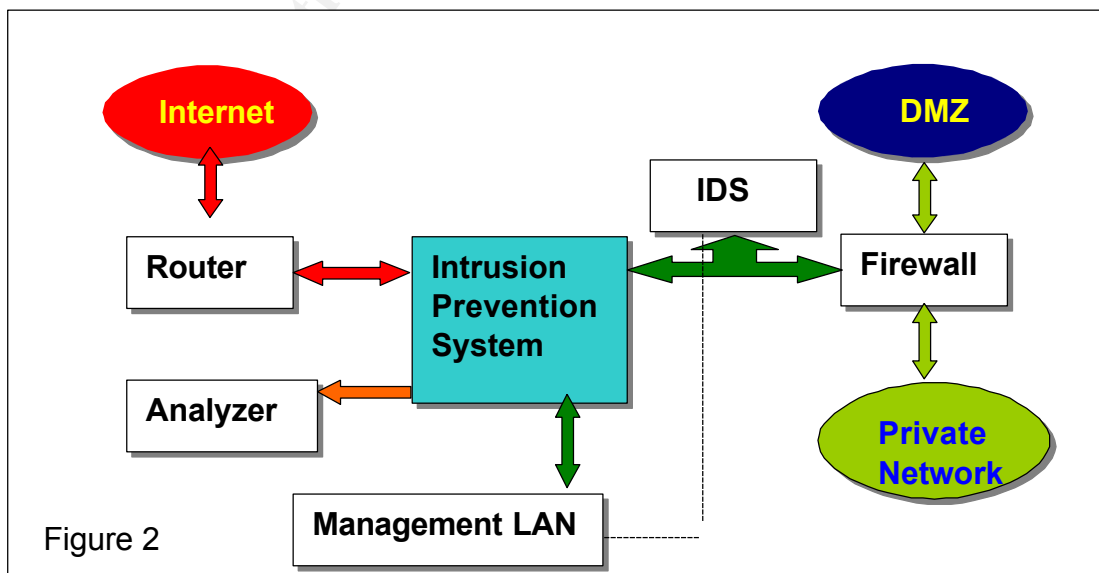 Internet
DMZ
IDS
Router
Intrusion
Prevention
System
Firewall
Analyzer
Private
Network
Management LAN
Figure 2